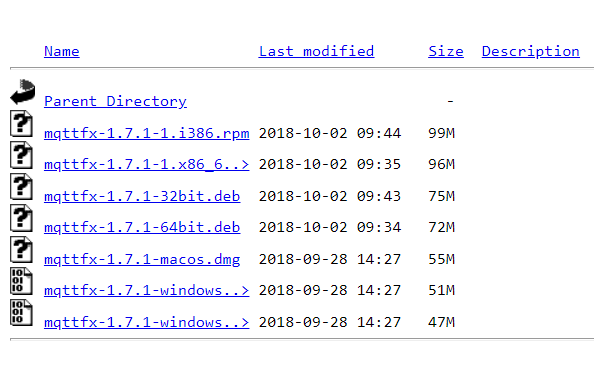 Name Last modified Size Description
Parent Directory -
mqttfx-1.7.1-1.i386.rpm 2018-10-02 09:44 99M
mqttfx-1.7.1-1.x86_6..> 2018-10-02 09:35 96M
mqttfx-1.7.1-32bit.deb 2018-10-02 09:43 75M
mqttfx-1.7.1-64bit.deb 2018-10-02 09:34 72M
mqttfx-1.7.1-macos.dmg 2018-09-28 14:27 55M
mqttfx-1.7.1-windows..> 2018-09-28 14:27 51M
mqttfx-1.7.1-windows..> 2018-09-28 14:27 47M